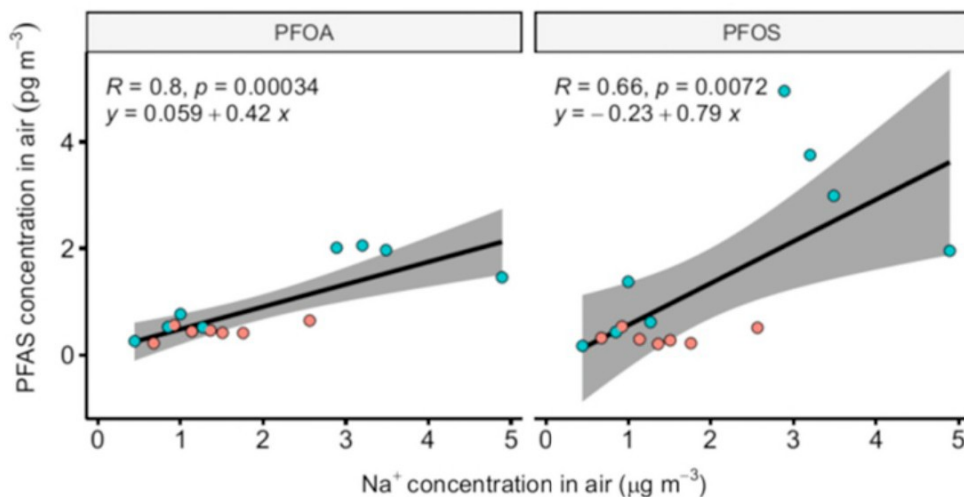 PFOA
PFOS
R = 0.8, p = 0.00034
y = 0.059 + 0.42 x
R = 0.66, p = 0.0072
y = − 0.23 + 0.79 x
PFAS concentration in air (pg m⁻³)
4
2
0
0 1 2 3 4 5
0 1 2 3 4 5
Na⁺ concentration in air (μg m⁻³)